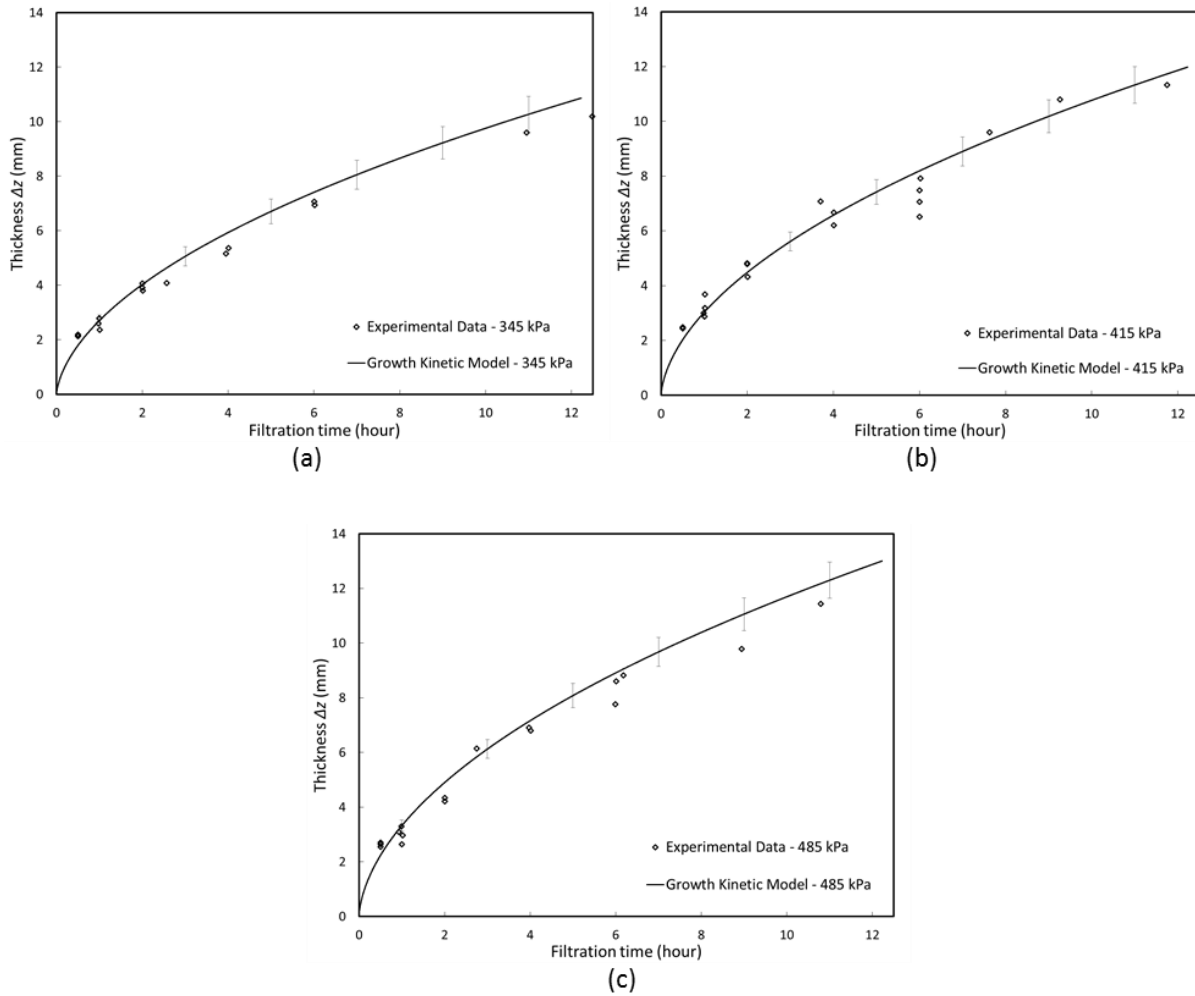 14
12
10
8
6
4
2
0
Thickness Δz (mm)
Experimental Data - 345 kPa
Growth Kinetic Model - 345 kPa
0 2 4 6 8 10 12
Filtration time (hour)
(a)
14
12
10
8
6
4
2
0
Thickness Δz (mm)
Experimental Data - 415 kPa
Growth Kinetic Model - 415 kPa
0 2 4 6 8 10 12
Filtration time (hour)
(b)
14
12
10
8
6
4
2
0
Thickness Δz (mm)
Experimental Data - 485 kPa
Growth Kinetic Model - 485 kPa
0 2 4 6 8 10 12
Filtration time (hour)
(c)